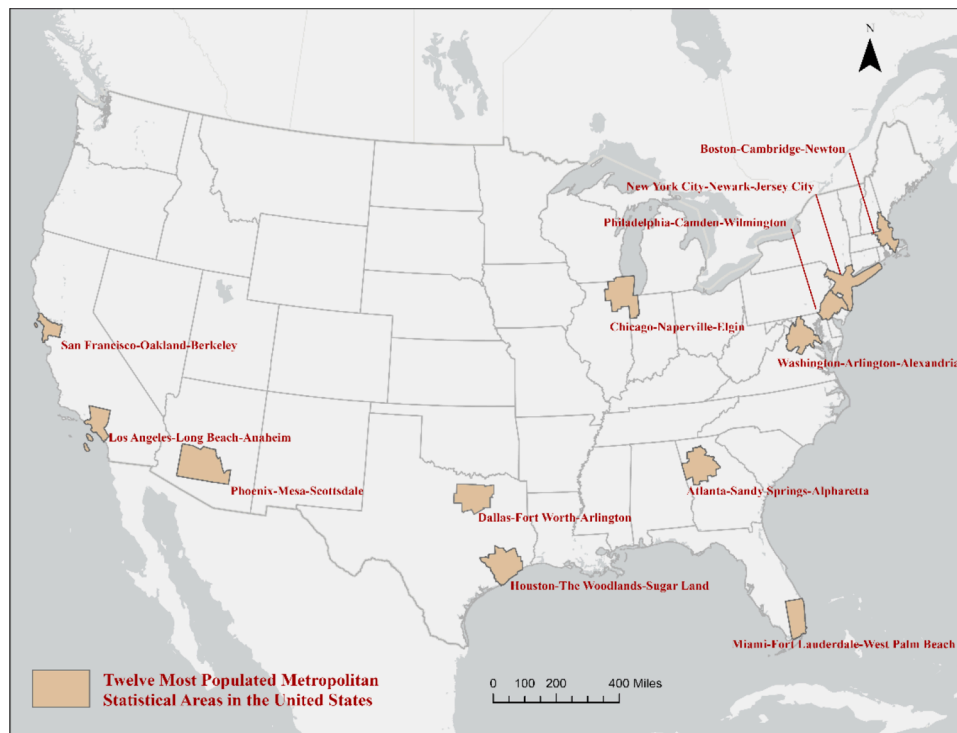 N
Boston-Cambridge-Newton
New York City-Newark-Jersey City
Philadelphia-Camden-Wilmington
Chicago-Naperville-Elgin
San Francisco-Oakland-Berkeley
Washington-Arlington-Alexandria
Los Angeles-Long Beach-Anaheim
Phoenix-Mesa-Scottsdale
Atlanta-Sandy Springs-Alpharetta
Dallas-Fort Worth-Arlington
Houston-The Woodlands-Sugar Land
Miami-Fort Lauderdale-West Palm Beach
Twelve Most Populated Metropolitan
Statistical Areas in the United States
0 100 200 400 Miles